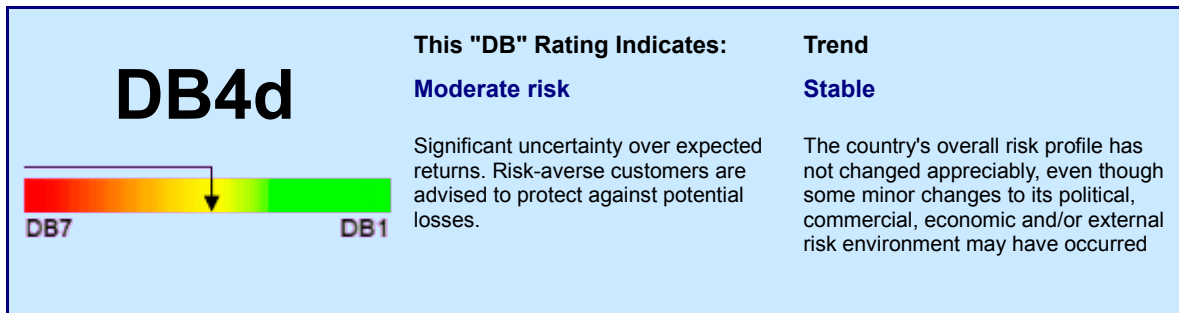 DB4d
DB7
DB1
This "DB" Rating Indicates:
Moderate risk
Significant uncertainty over expected
returns. Risk-averse customers are
advised to protect against potential
losses.
Trend
Stable
The country's overall risk profile has
not changed appreciably, even though
some minor changes to its political,
commercial, economic and/or external
risk environment may have occurred